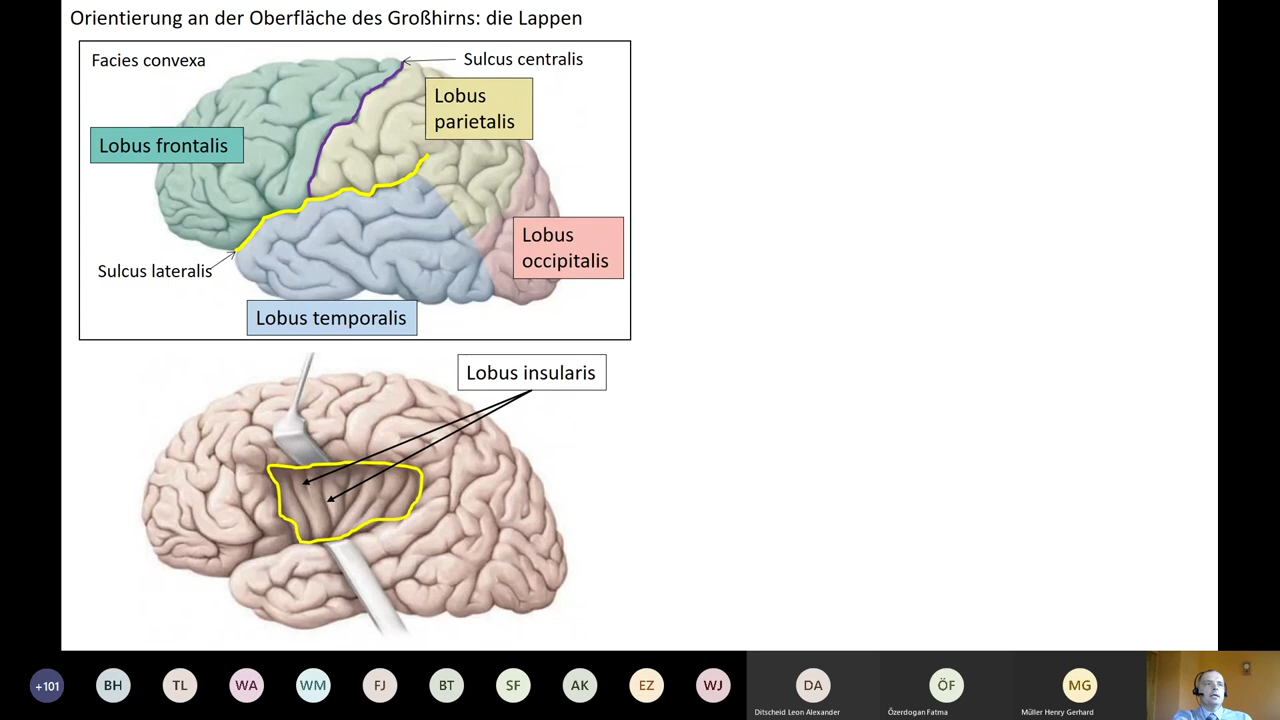 Orientierung an der Oberfläche des Großhirns: die Lappen
Facies convexa
Sulcus centralis
Lobus
parietalis
Lobus frontalis
Lobus
occipitalis
Sulcus lateralis
Lobus temporalis
Lobus insularis
+101
BH
TL
WA
WM
FJ
BT
SF
AK
EZ
WJ
DA
ÖF
MG
Ditscheid Leon Alexander
Özerdogan Fatma
Müller Henry Gerhard